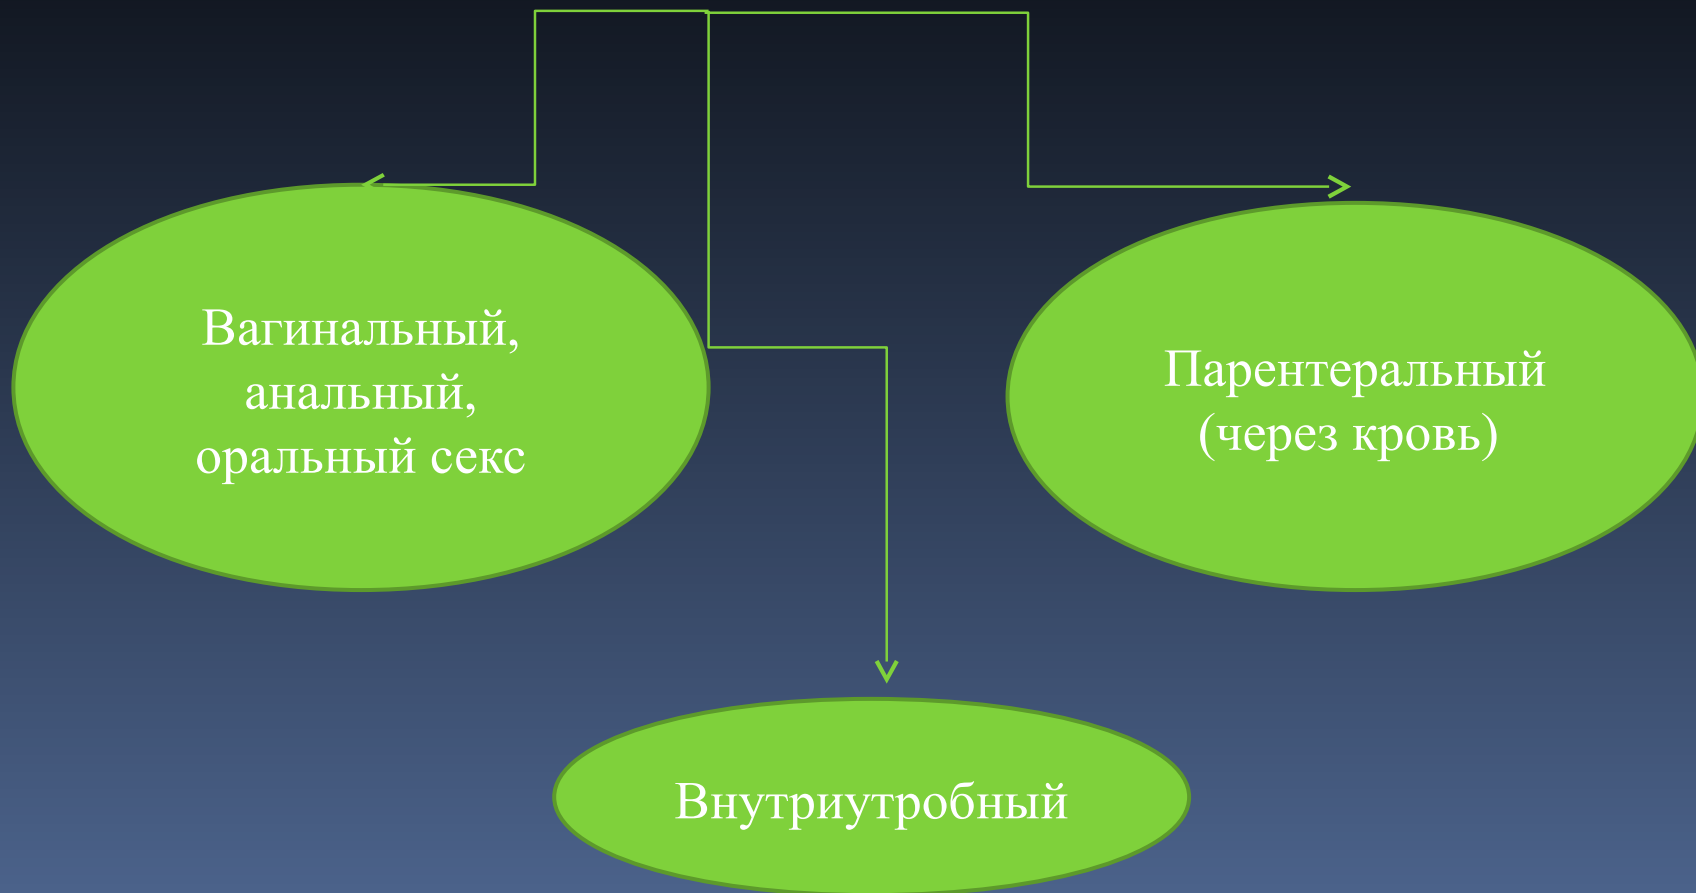 Вагинальный,
анальный,
оральный секс
Парентеральный
(через кровь)
Внутриутробный